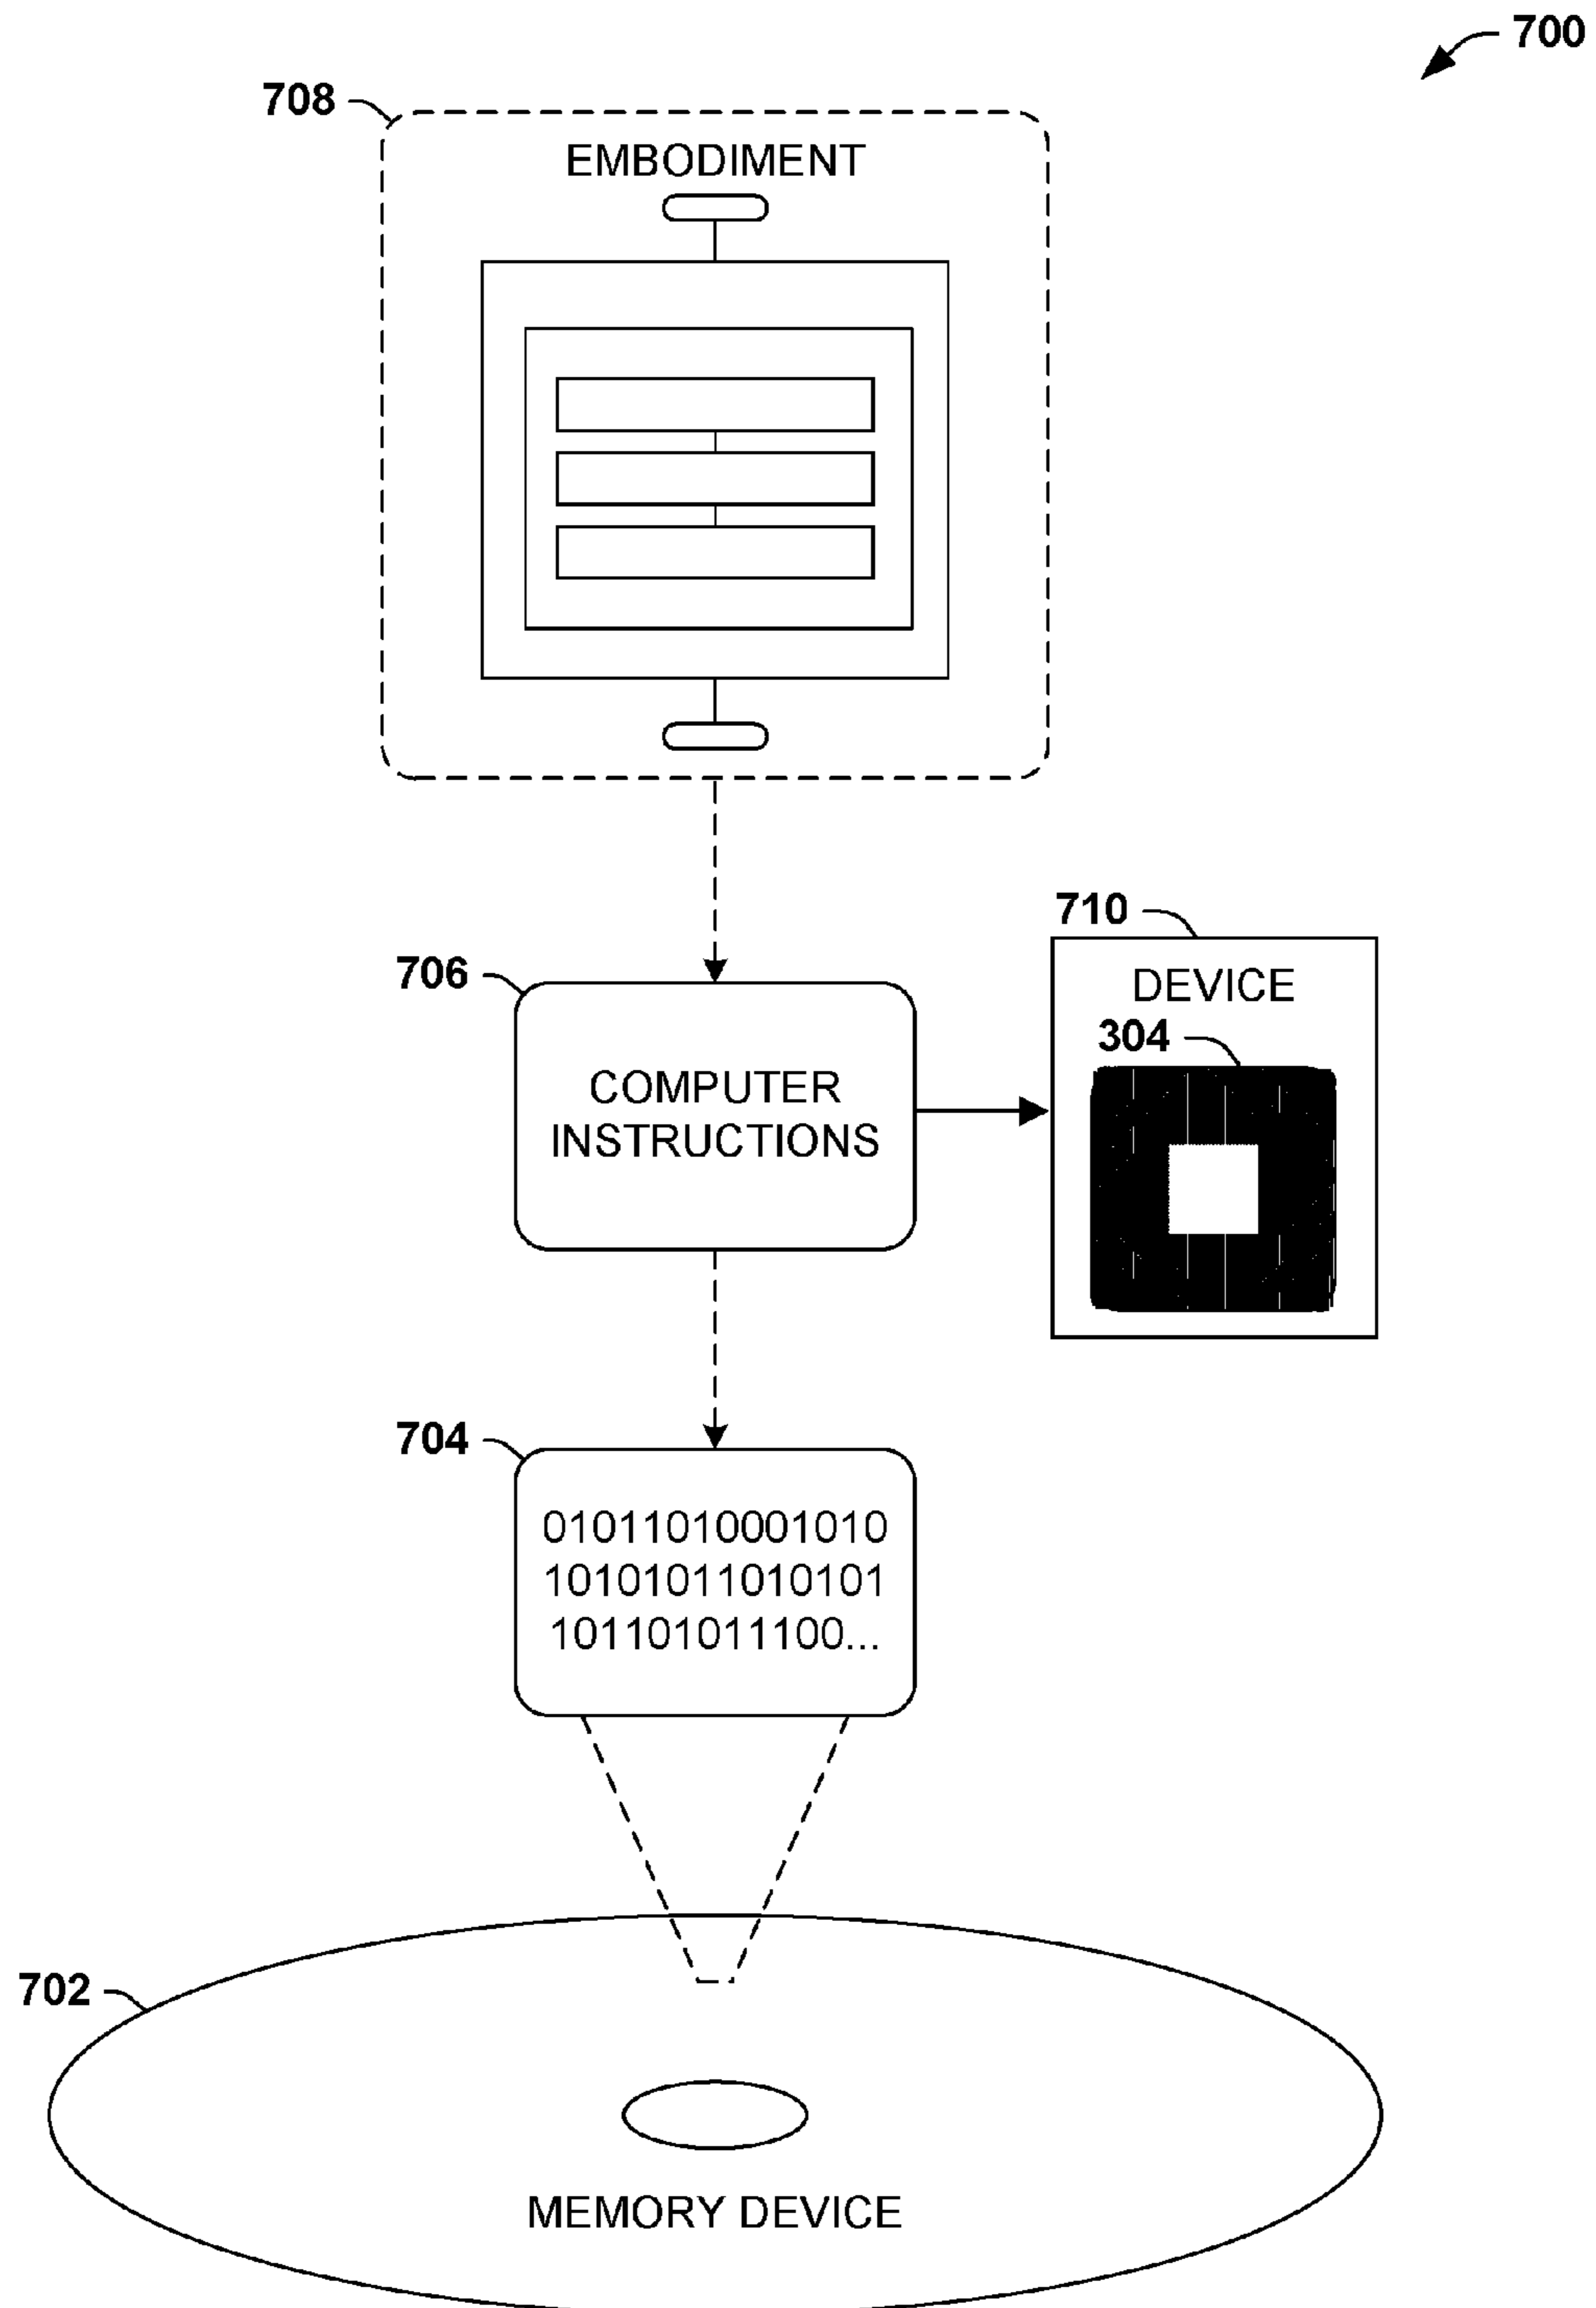 700
708
EMBODIMENT
710
706
DEVICE
304
COMPUTER
INSTRUCTIONS
704
01011010001010
10101011010101
101101011100...
702
MEMORY DEVICE